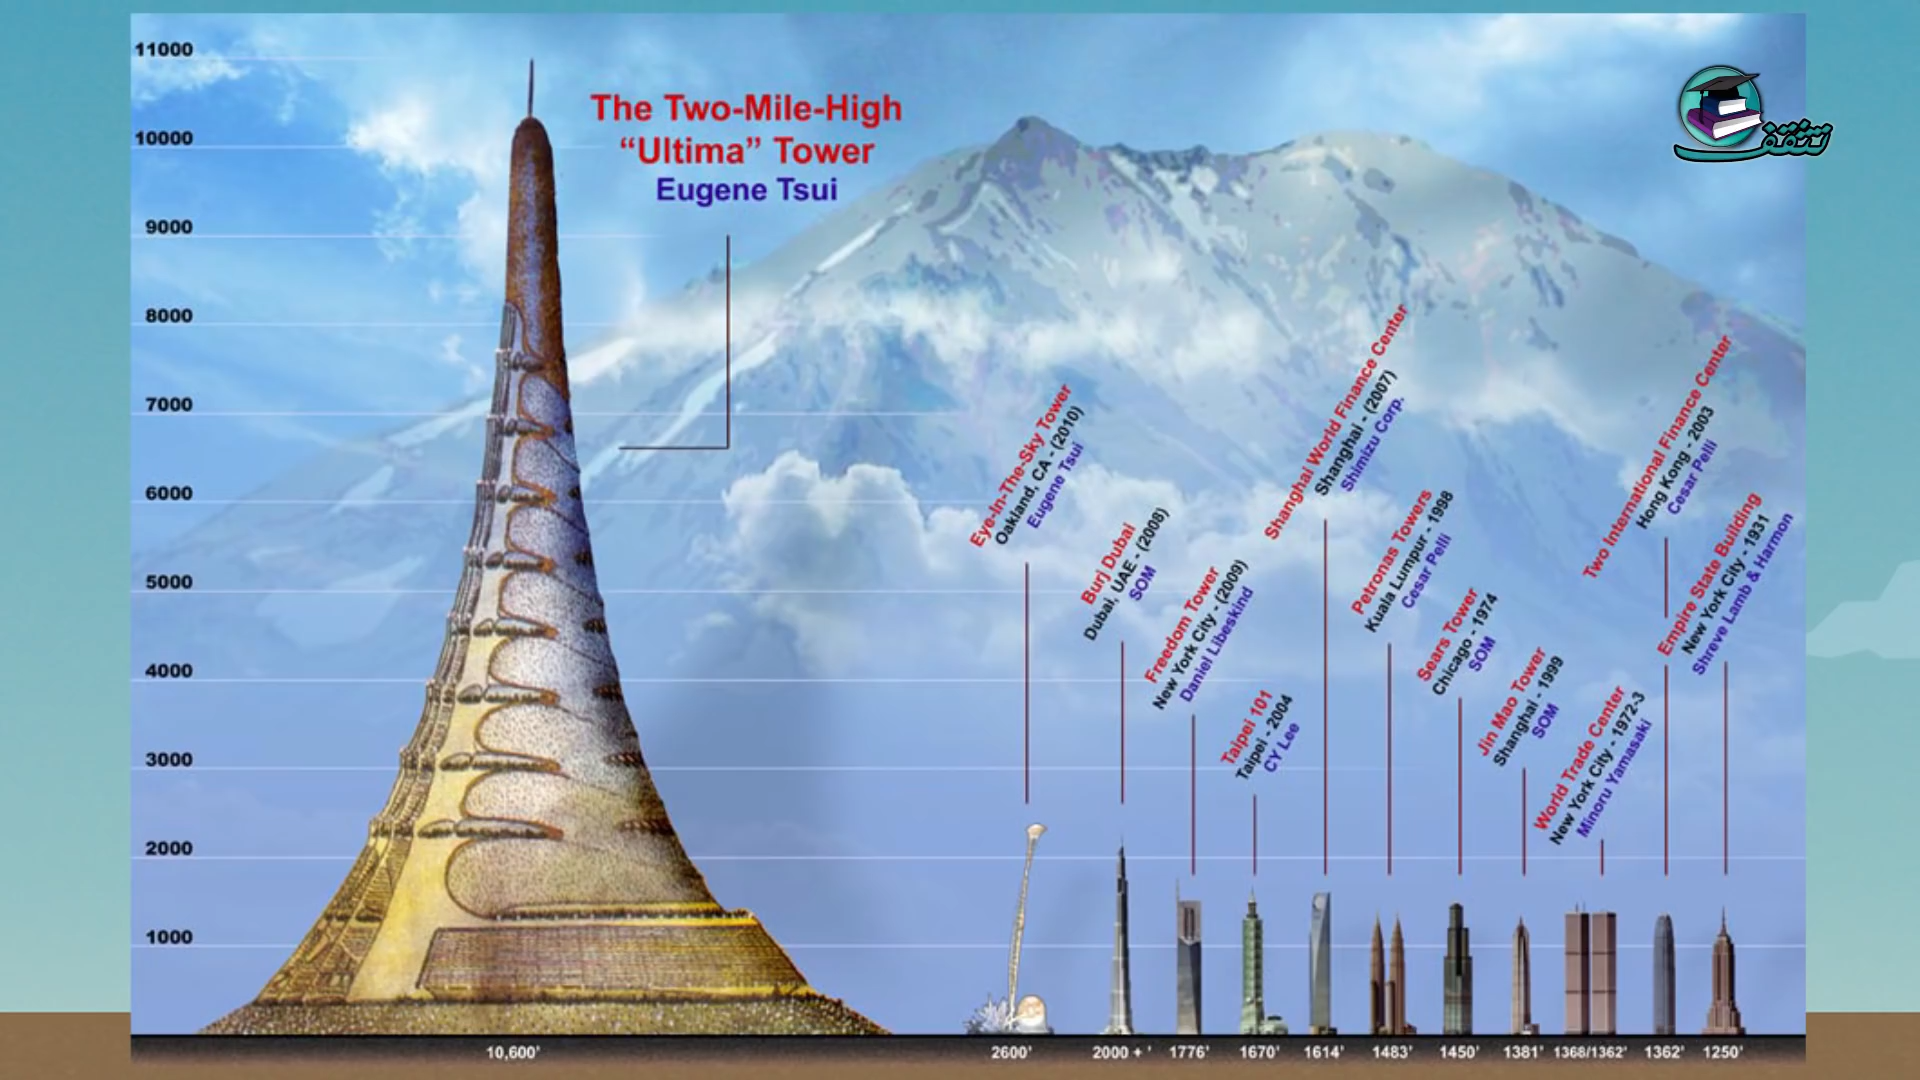 11000
10000
9000
8000
7000
6000
5000
4000
3000
2000
1000
The Two-Mile-High
“Ultima” Tower
Eugene Tsui
Eye-In-The-Sky Tower
Oakland, CA - (2010)
Eugene Tsui
Burj Dubai
Dubai, UAE - (2008)
SOM
Freedom Tower
New York City - (2009)
Daniel Libeskind
Taipei 101
Taipei - 2004
CY Lee
Shanghai World Finance Center
Shanghai - (2007)
Shimizu Corp.
Petronas Towers
Kuala Lumpur - 1998
Cesar Pelli
Sears Tower
Chicago - 1974
SOM
Jin Mao Tower
Shanghai - 1999
SOM
World Trade Center
New York City - 1972-3
Minoru Yamasaki
Two International Finance Center
Hong Kong - 2003
Cesar Pelli
Empire State Building
New York City - 1931
Shreve Lamb & Harmon
10,600' 2600' 2000 + ' 1776' 1670' 1614' 1483' 1450' 1381' 1368/1362' 1362' 1250'